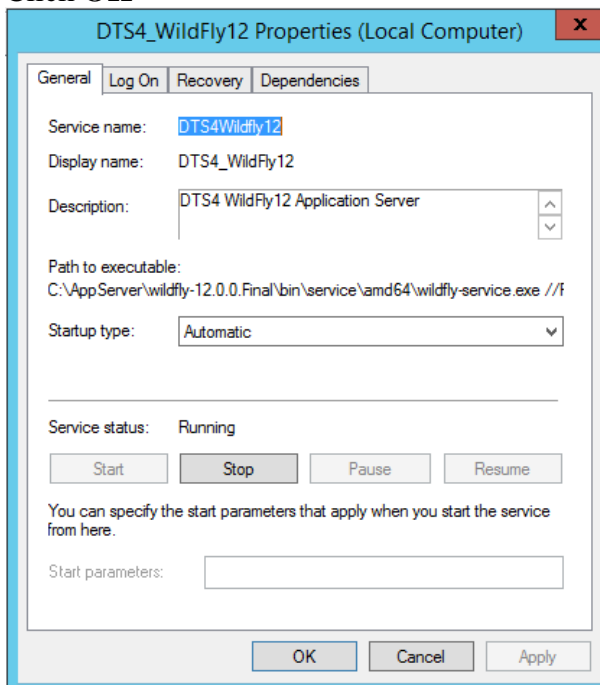 DTS4_WildFly12 Properties (Local Computer) x
General Log On Recovery Dependencies
Service name: DTS4Wildfly12
Display name: DTS4_WildFly12
Description: DTS4 WildFly12 Application Server
Path to executable:
C:\AppServer\wildfly-12.0.0.Final\bin\service\amd64\wildfly-service.exe //
Startup type: Automatic
Service status: Running
Start Stop Pause Resume
You can specify the start parameters that apply when you start the service
from here.
Start parameters:
OK Cancel Apply